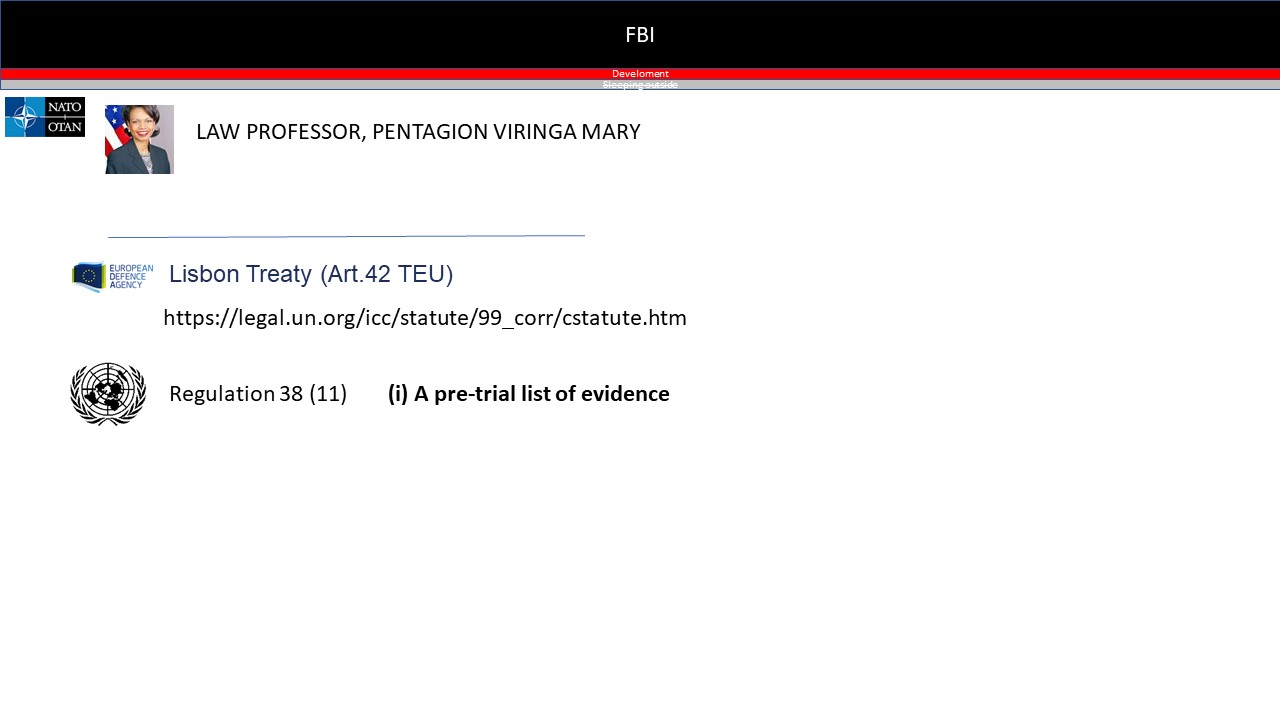 FBI
Develoment
Sleeping outside
NATO
OTAN
LAW PROFESSOR, PENTAGION VIRINGA MARY
EUROPEAN
DEFENCE
AGENCY
Lisbon Treaty (Art.42 TEU)
https://legal.un.org/icc/statute/99_corr/cstatute.htm
Regulation 38 (11) (i) A pre-trial list of evidence